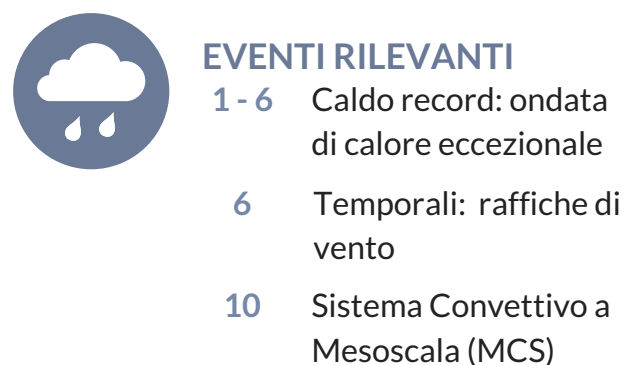 EVENTI RILEVANTI
1 - 6 Caldo record: ondata
di calore eccezionale
6 Temporali: raffiche di
vento
10 Sistema Convettivo a
Mesoscala (MCS)